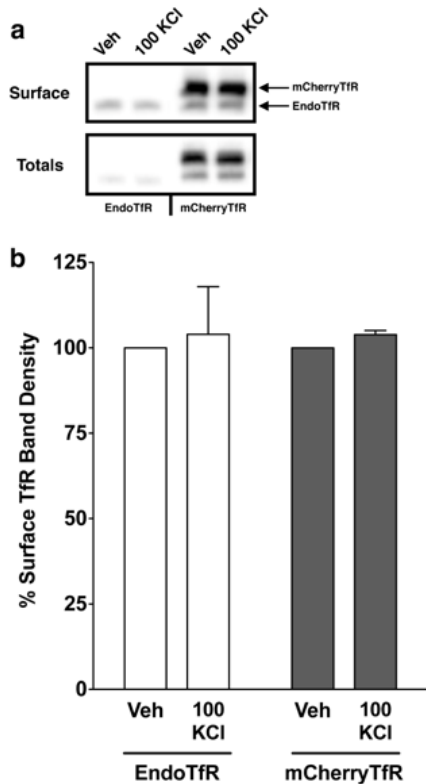 a
Veh 100 KCl Veh 100 KCl
Surface
mCherryTfR
EndoTfR
Totals
EndoTfR mCherryTfR
b
% Surface TfR Band Density
125
100
75
50
25
0
Veh 100 KCl Veh 100 KCl
EndoTfR mCherryTfR